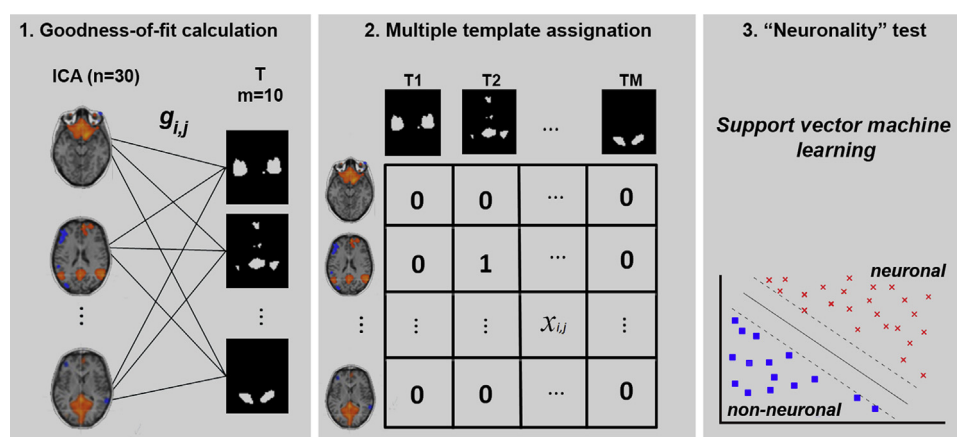 1. Goodness-of-fit calculation
ICA (n=30)
T
m=10
g i,j
⋮
⋮
2. Multiple template assignation
T1 T2 TM
...
0 0 ... 0
0 1 ... 0
⋮ ⋮ ⋮ x i,j ⋮
⋮
0 0 ... 0
3. “Neuronality” test
Support vector machine
learning
neuronal
non-neuronal